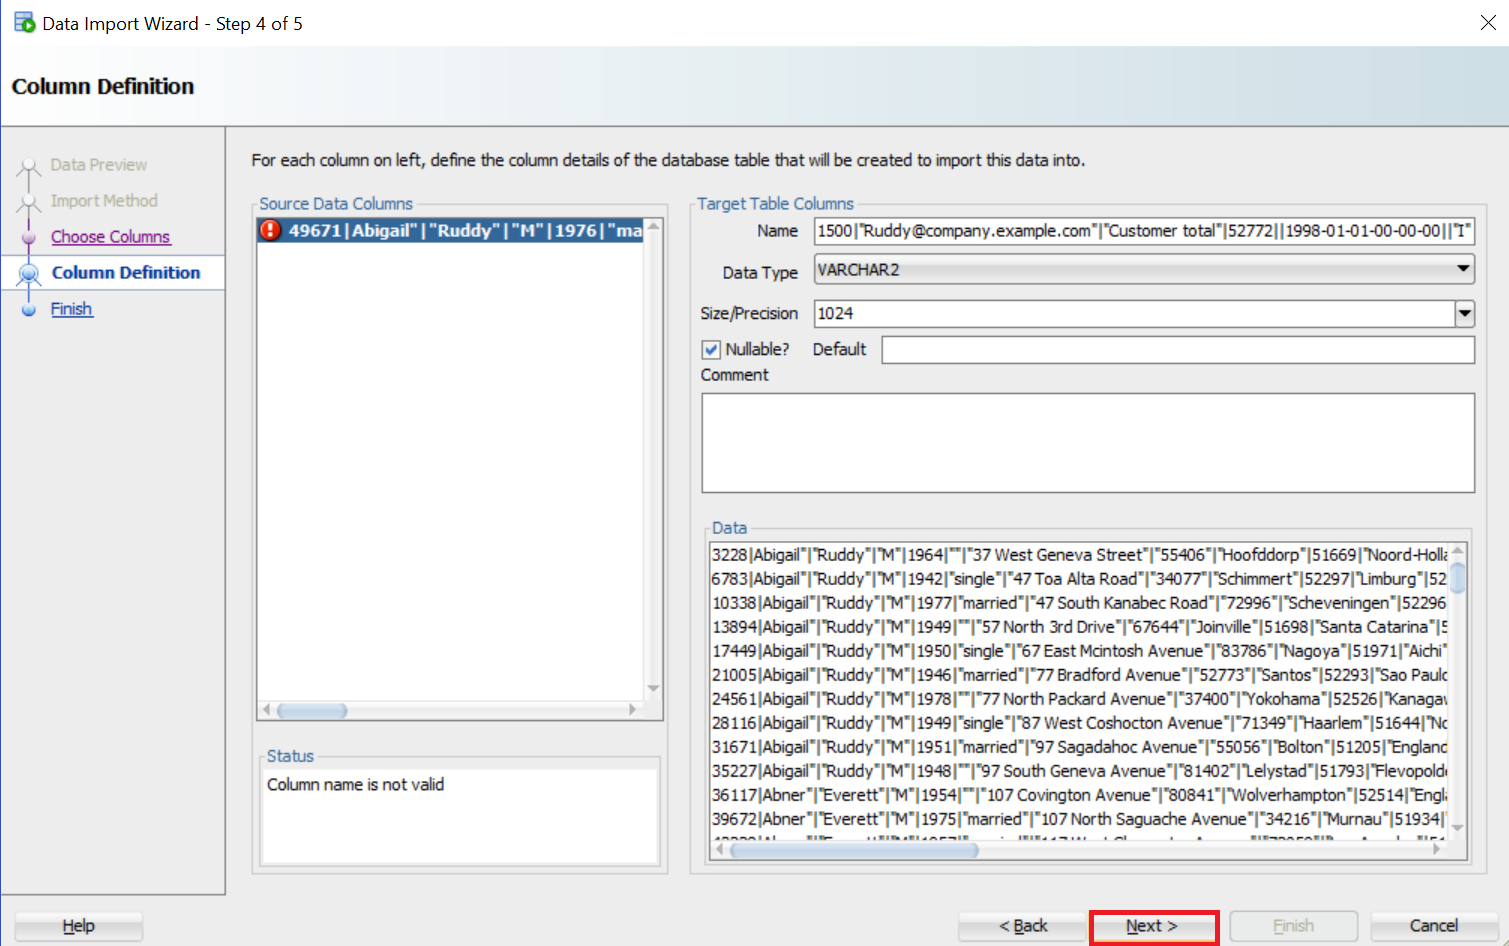 Data Import Wizard - Step 4 of 5
Column Definition
Data Preview
Import Method
Choose Columns
Column Definition
Finish
For each column on left, define the column details of the database table that will be created to import this data into.
Source Data Columns
49671|Abigail"|"Ruddy"|"M"|1976|"ma
Status
Column name is not valid
Target Table Columns
Name 1500|"Ruddy@company.example.com"|"Customer total"|52772||1998-01-01-00-00-00||"I"
Data Type VARCHAR2
Size/Precision 1024
Nullable? Default
Comment
Data
3228|Abigail"|"Ruddy"|"M"|1964|""|"37 West Geneva Street"|"55406"|"Hoofddorp"|51669|"Noord-Holla
6783|Abigail"|"Ruddy"|"M"|1942|"single"|"47 Toa Alta Road"|"34077"|"Schimmert"|52297|"Limburg"|52
10338|Abigail"|"Ruddy"|"M"|1977|"married"|"47 South Kanabec Road"|"72996"|"Scheveningen"|52296
13894|Abigail"|"Ruddy"|"M"|1949|""|"57 North 3rd Drive"|"67644"|"Joinville"|51698|"Santa Catarina"|5
17449|Abigail"|"Ruddy"|"M"|1950|"single"|"67 East Mcintosh Avenue"|"83786"|"Nagoya"|51971|"Aichi"
21005|Abigail"|"Ruddy"|"M"|1946|"married"|"77 Bradford Avenue"|"52773"|"Santos"|52293|"Sao Paulo
24561|Abigail"|"Ruddy"|"M"|1978|""|"77 North Packard Avenue"|"37400"|"Yokohama"|52526|"Kanagaw
28116|Abigail"|"Ruddy"|"M"|1949|"single"|"87 West Coshocton Avenue"|"71349"|"Haarlem"|51644|"No
31671|Abigail"|"Ruddy"|"M"|1951|"married"|"97 Sagadahoc Avenue"|"55056"|"Bolton"|51205|"England
35227|Abigail"|"Ruddy"|"M"|1948|""|"97 South Geneva Avenue"|"81402"|"Lelystad"|51793|"Flevopold
36117|Abner"|"Everett"|"M"|1954|""|"107 Covington Avenue"|"80841"|"Wolverhampton"|52514|"Engl
39672|Abner"|"Everett"|"M"|1975|"married"|"107 North Saguache Avenue"|"34216"|"Murnau"|51934|"
Help
< Back
Next >
Finish
Cancel